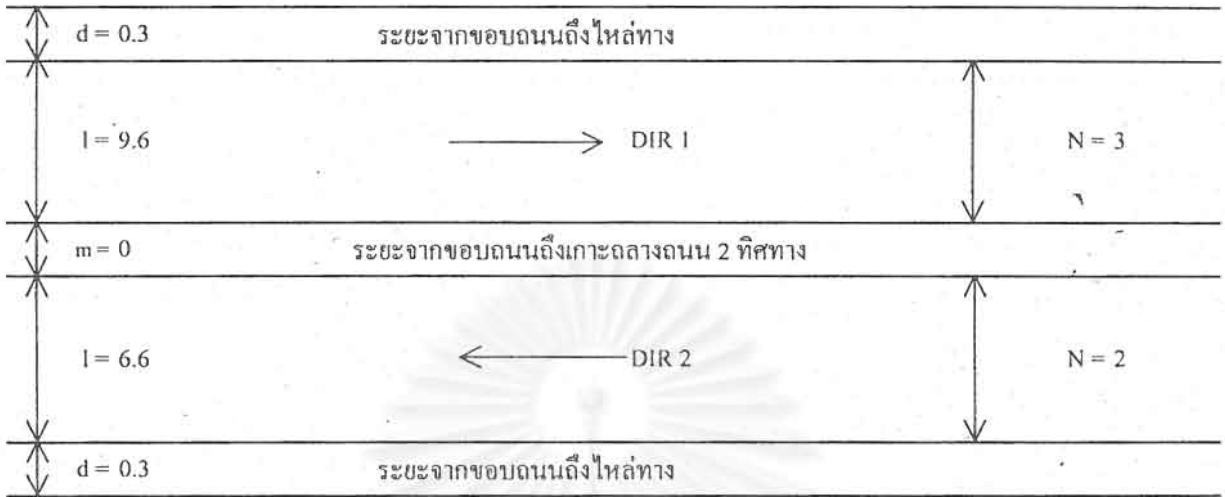 d = 0.3 ระยะจากขอบถนนถึงไหล่ทาง
l = 9.6 DIR 1 N = 3
m = 0 ระยะจากขอบถนนถึงเกาะกลางถนน 2 ทิศทาง
l = 6.6 DIR 2 N = 2
d = 0.3 ระยะจากขอบถนนถึงไหล่ทาง